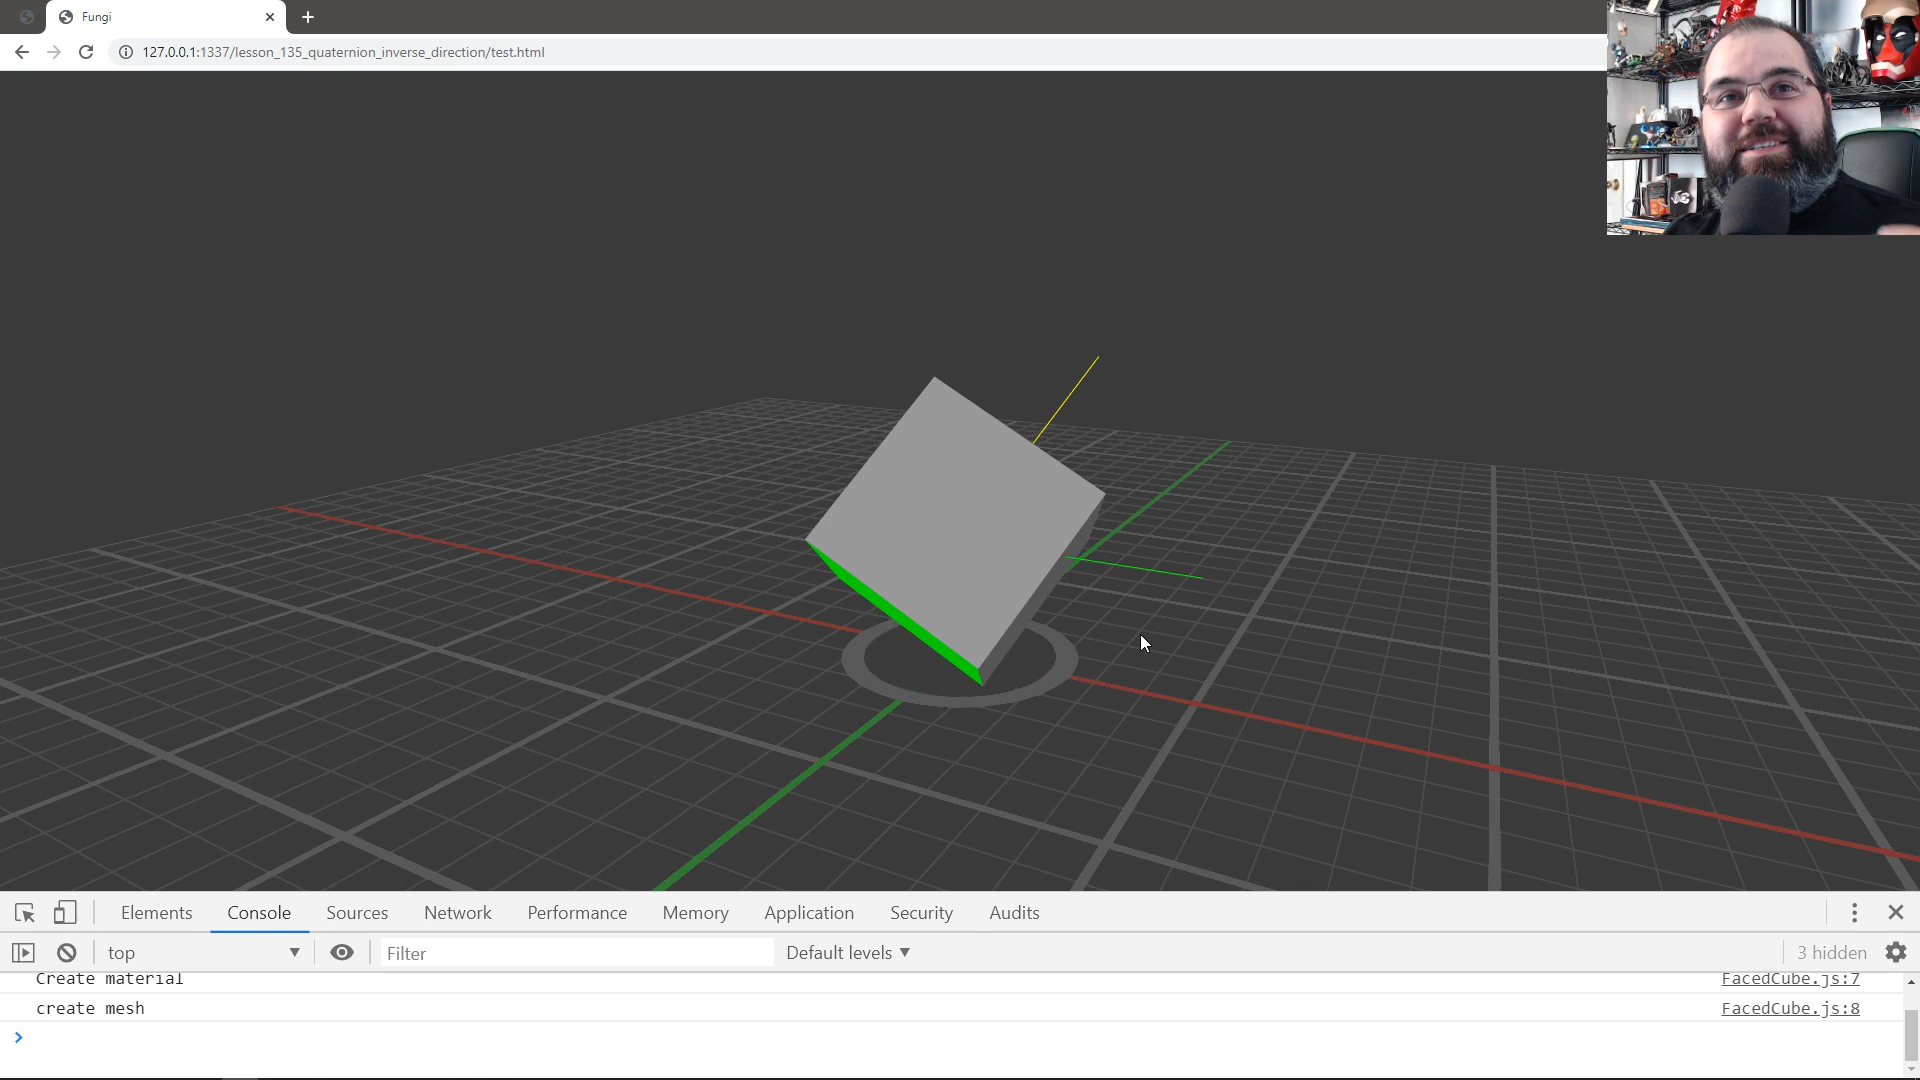 Fungi
127.0.0.1:1337/lesson_135_quaternion_inverse_direction/test.html
Elements Console Sources Network Performance Memory Application Security Audits
top Filter Default levels 3 hidden
Create material FacedCube.js:7
create mesh FacedCube.js:8